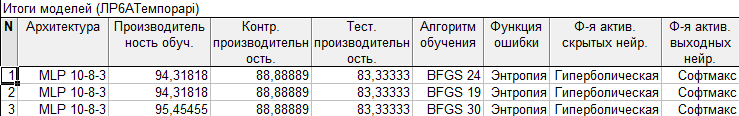 Итоги моделей (ЛР6АТемпорарі)
N Архитектура Производитель ность обуч. Контр. производительн ость. Тест. производительн ость. Алгоритм обучения Функция ошибки Ф-я актив. скрытых нейр. Ф-я актив. выходных нейр.
1 MLP 10-8-3 94,31818 88,88889 83,33333 BFGS 24 Энтропия Гиперболическая Софтмакс
2 MLP 10-8-3 94,31818 88,88889 83,33333 BFGS 19 Энтропия Гиперболическая Софтмакс
3 MLP 10-8-3 95,45455 88,88889 83,33333 BFGS 30 Энтропия Гиперболическая Софтмакс